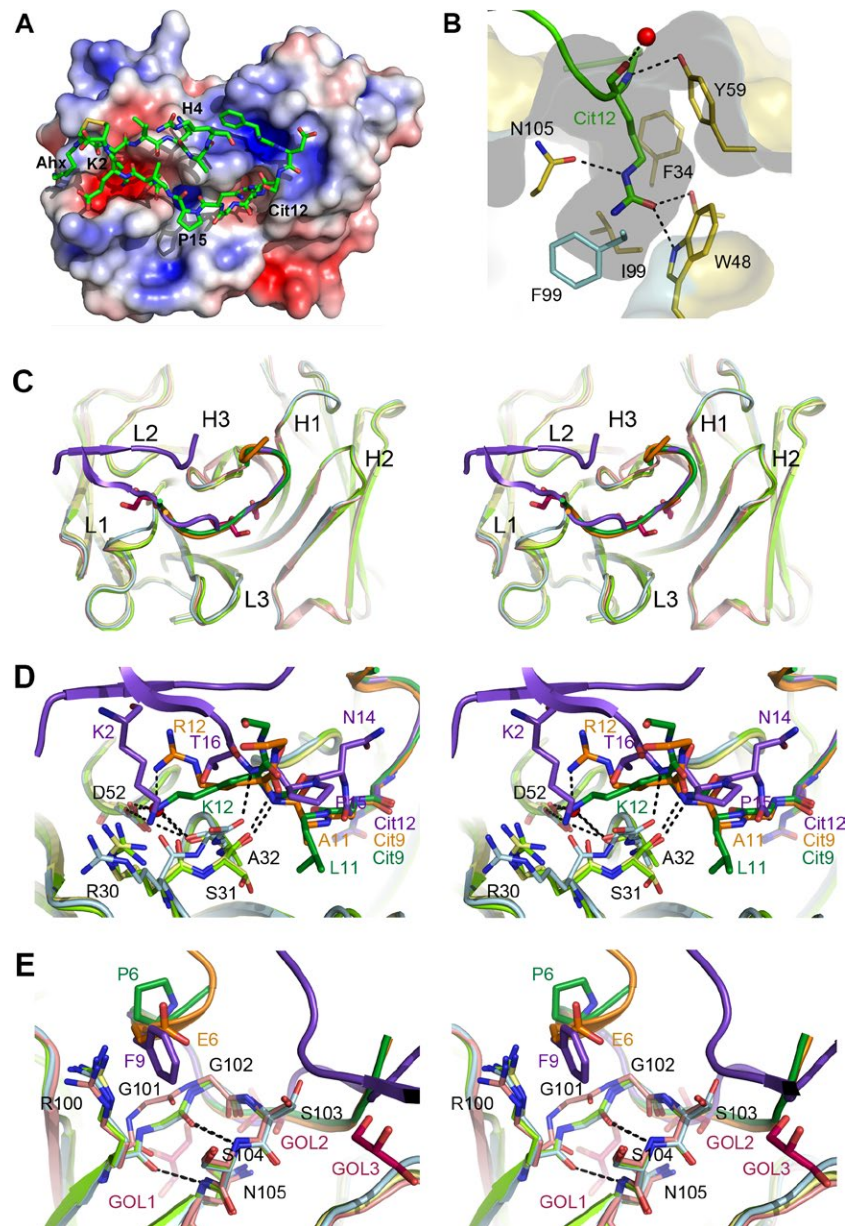 A
H4
Ahx
K2
P15
Cit12
B
Cit12
Y59
N105
F34
I99
W48
F99
C
L2
H3
H1
H2
L1
L3
L2
H3
H1
H2
L1
L3
D
K2
R12
T16
N14
D52
K12
P15
Cit12
A11
Cit9
A32
Cit9
L11
R30
S31
K2
R12
T16
N14
D52
K12
P15
Cit12
A11
Cit9
A32
Cit9
L11
R30
S31
E
P6
E6
F9
G102
G101
R100
S103
GOL2
S104
GOL3
GOL1
N105
P6
E6
F9
G102
G101
R100
S103
GOL2
S104
GOL3
GOL1
N105